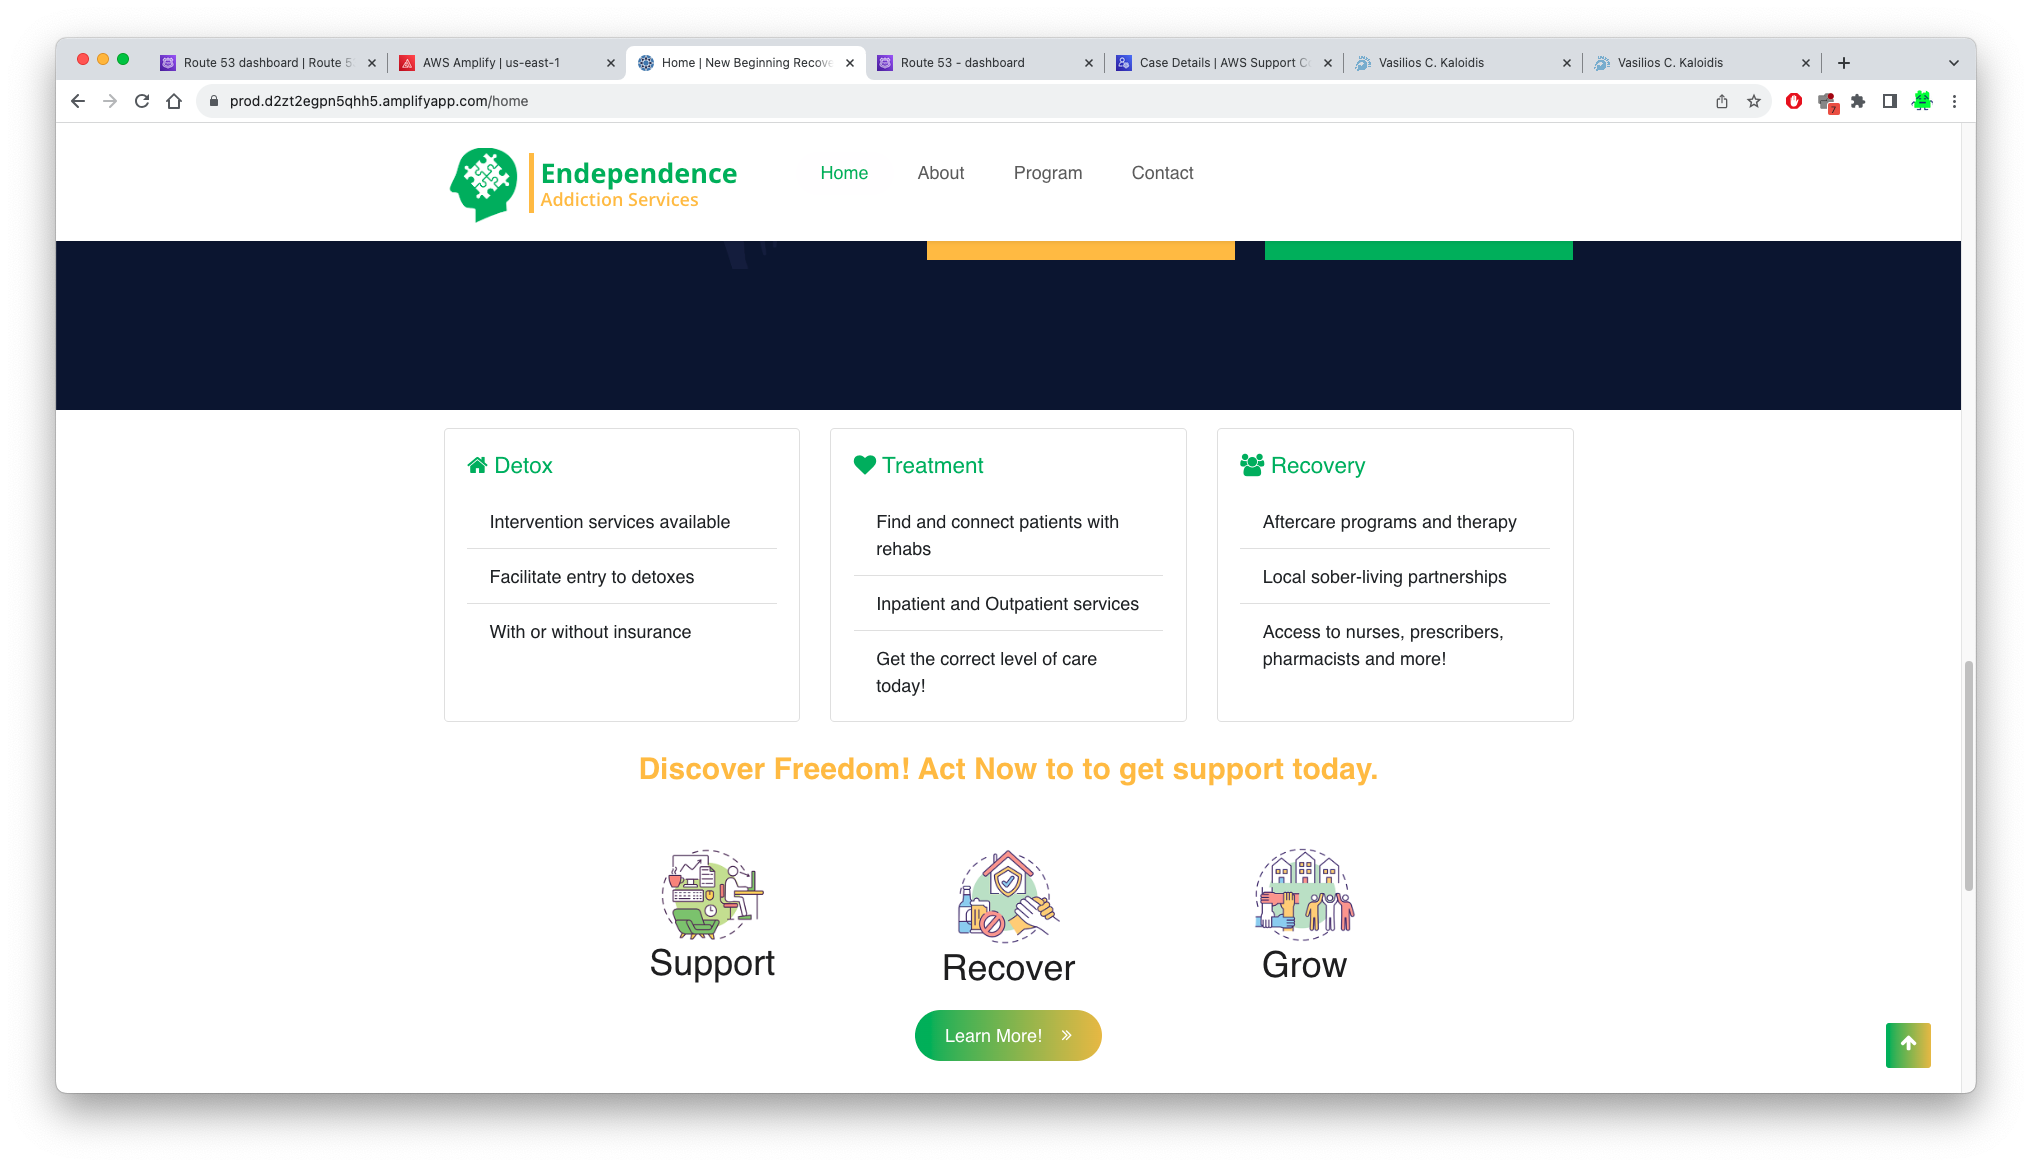 Route 53 dashboard | Route 5
AWS Amplify | us-east-1
Home | New Beginning Recove
Route 53 - dashboard
Case Details | AWS Support C
Vasilios C. Kaloidis
Vasilios C. Kaloidis
prod.d2zt2egpn5qhh5.amplifyapp.com/home
7
Endependence
Addiction Services
Home
About
Program
Contact
Detox
Intervention services available
Facilitate entry to detoxes
With or without insurance
Treatment
Find and connect patients with
rehabs
Inpatient and Outpatient services
Get the correct level of care
today!
Recovery
Aftercare programs and therapy
Local sober-living partnerships
Access to nurses, prescribers,
pharmacists and more!
Discover Freedom! Act Now to to get support today.
Support
Recover
Grow
Learn More! »